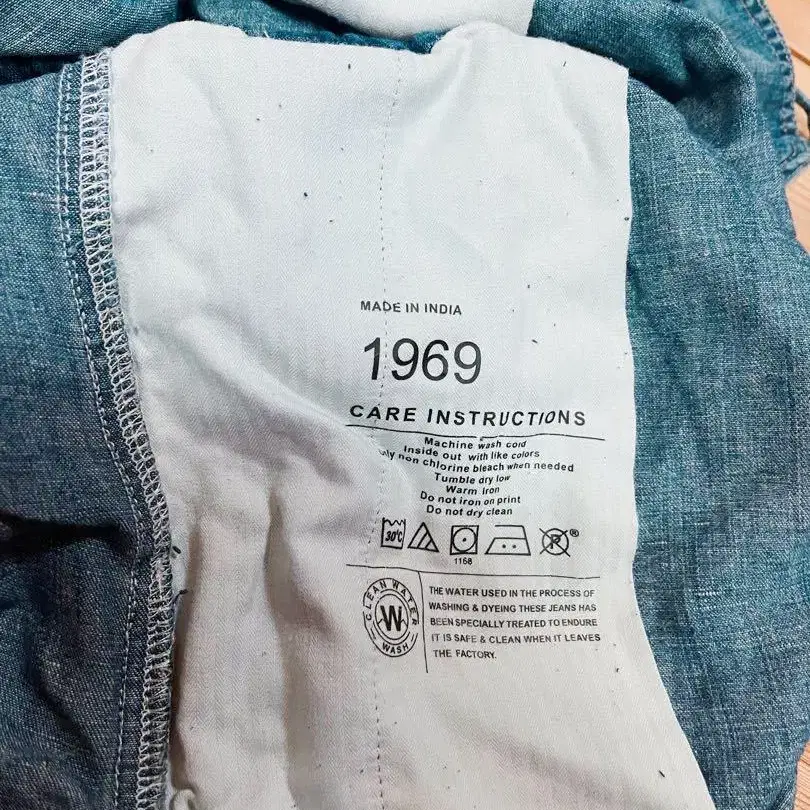 MADE IN INDIA
1969
CARE INSTRUCTIONS
Machine wash cord
Inside out with like colors
non chlorine bleach when needed
Tumble dry low
Warm Iron
Do not iron on print
Do not dry clean
30°C
P ®
1168
CLEAN WATER
W
WASH
THE WATER USED IN THE PROCESS OF
WASHING & DYEING THESE JEANS HAS
BEEN SPECIALLY TREATED TO ENDURE
IT IS SAFE & CLEAN WHEN IT LEAVES
THE FACTORY.